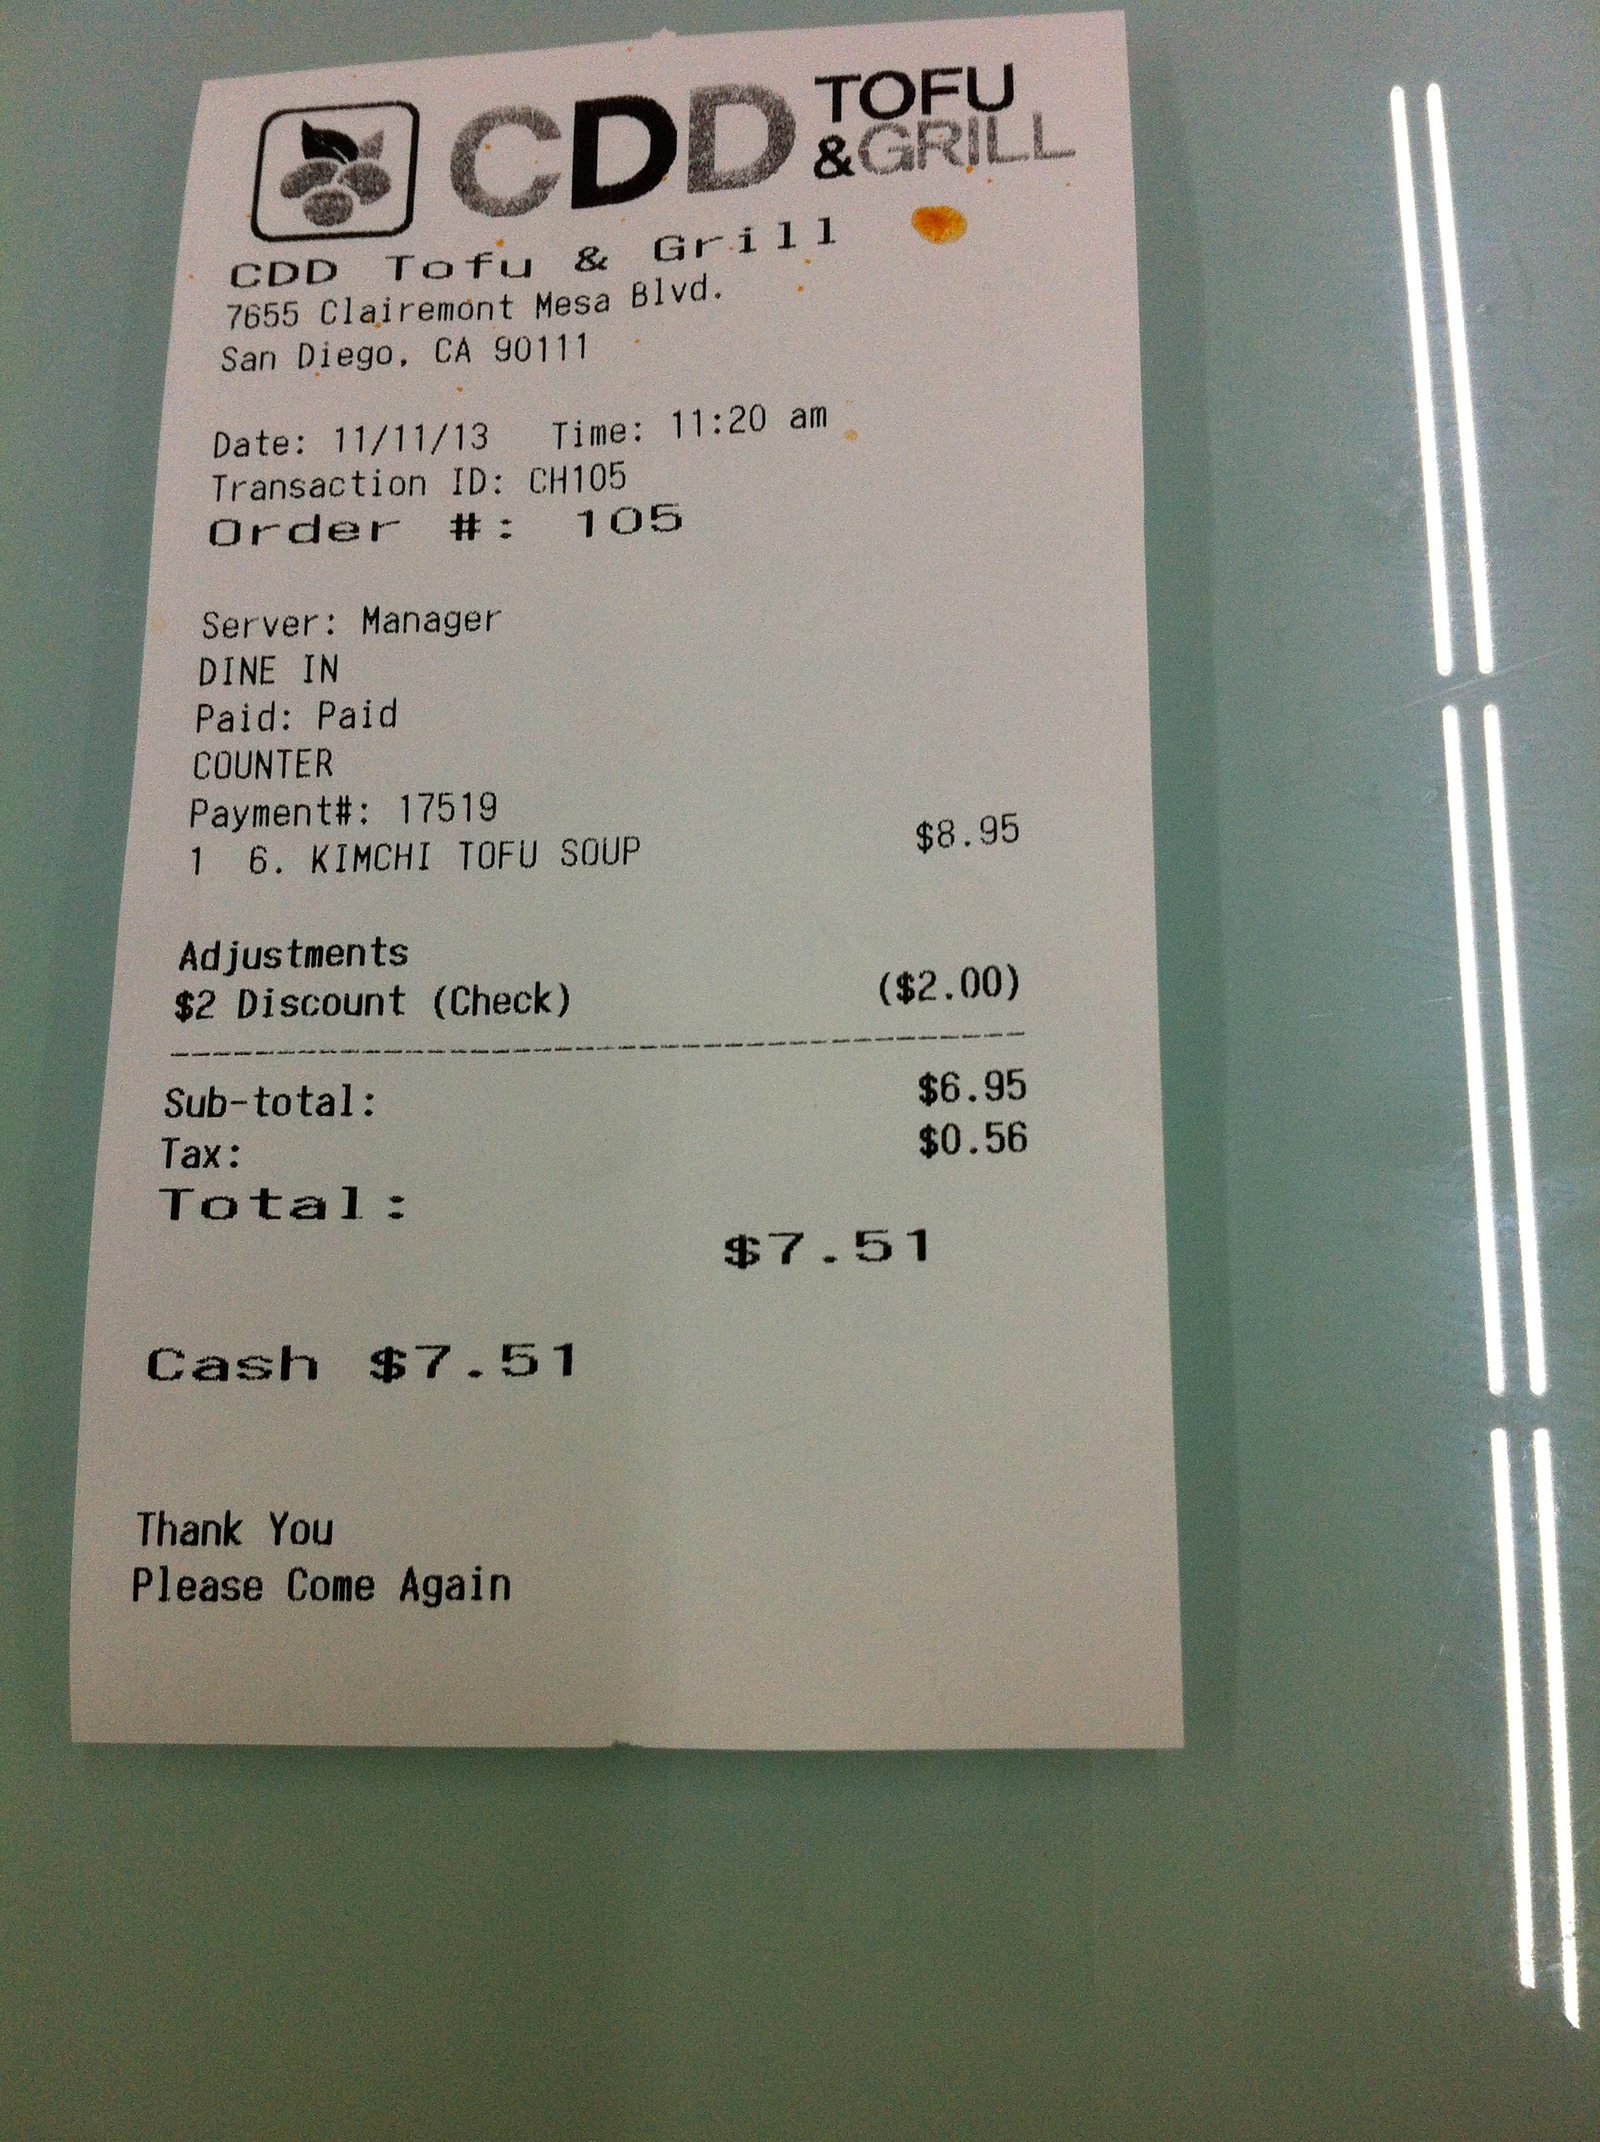 CDD TOFU
&GRILL
CDD Tofu & Grill
7655 Clairemont Mesa Blvd.
San Diego, CA 90111
Date: 11/11/13 Time: 11:20 am
Transaction ID: CH105
Order #: 105
Server: Manager
DINE IN
Paid: Paid
COUNTER
Payment#: 17519
1 6. KIMCHI TOFU SOUP $8.95
Adjustments
$2 Discount (Check) ($2.00)
Sub-total: $6.95
Tax: $0.56
Total:
$7.51
Cash $7.51
Thank You
Please Come Again